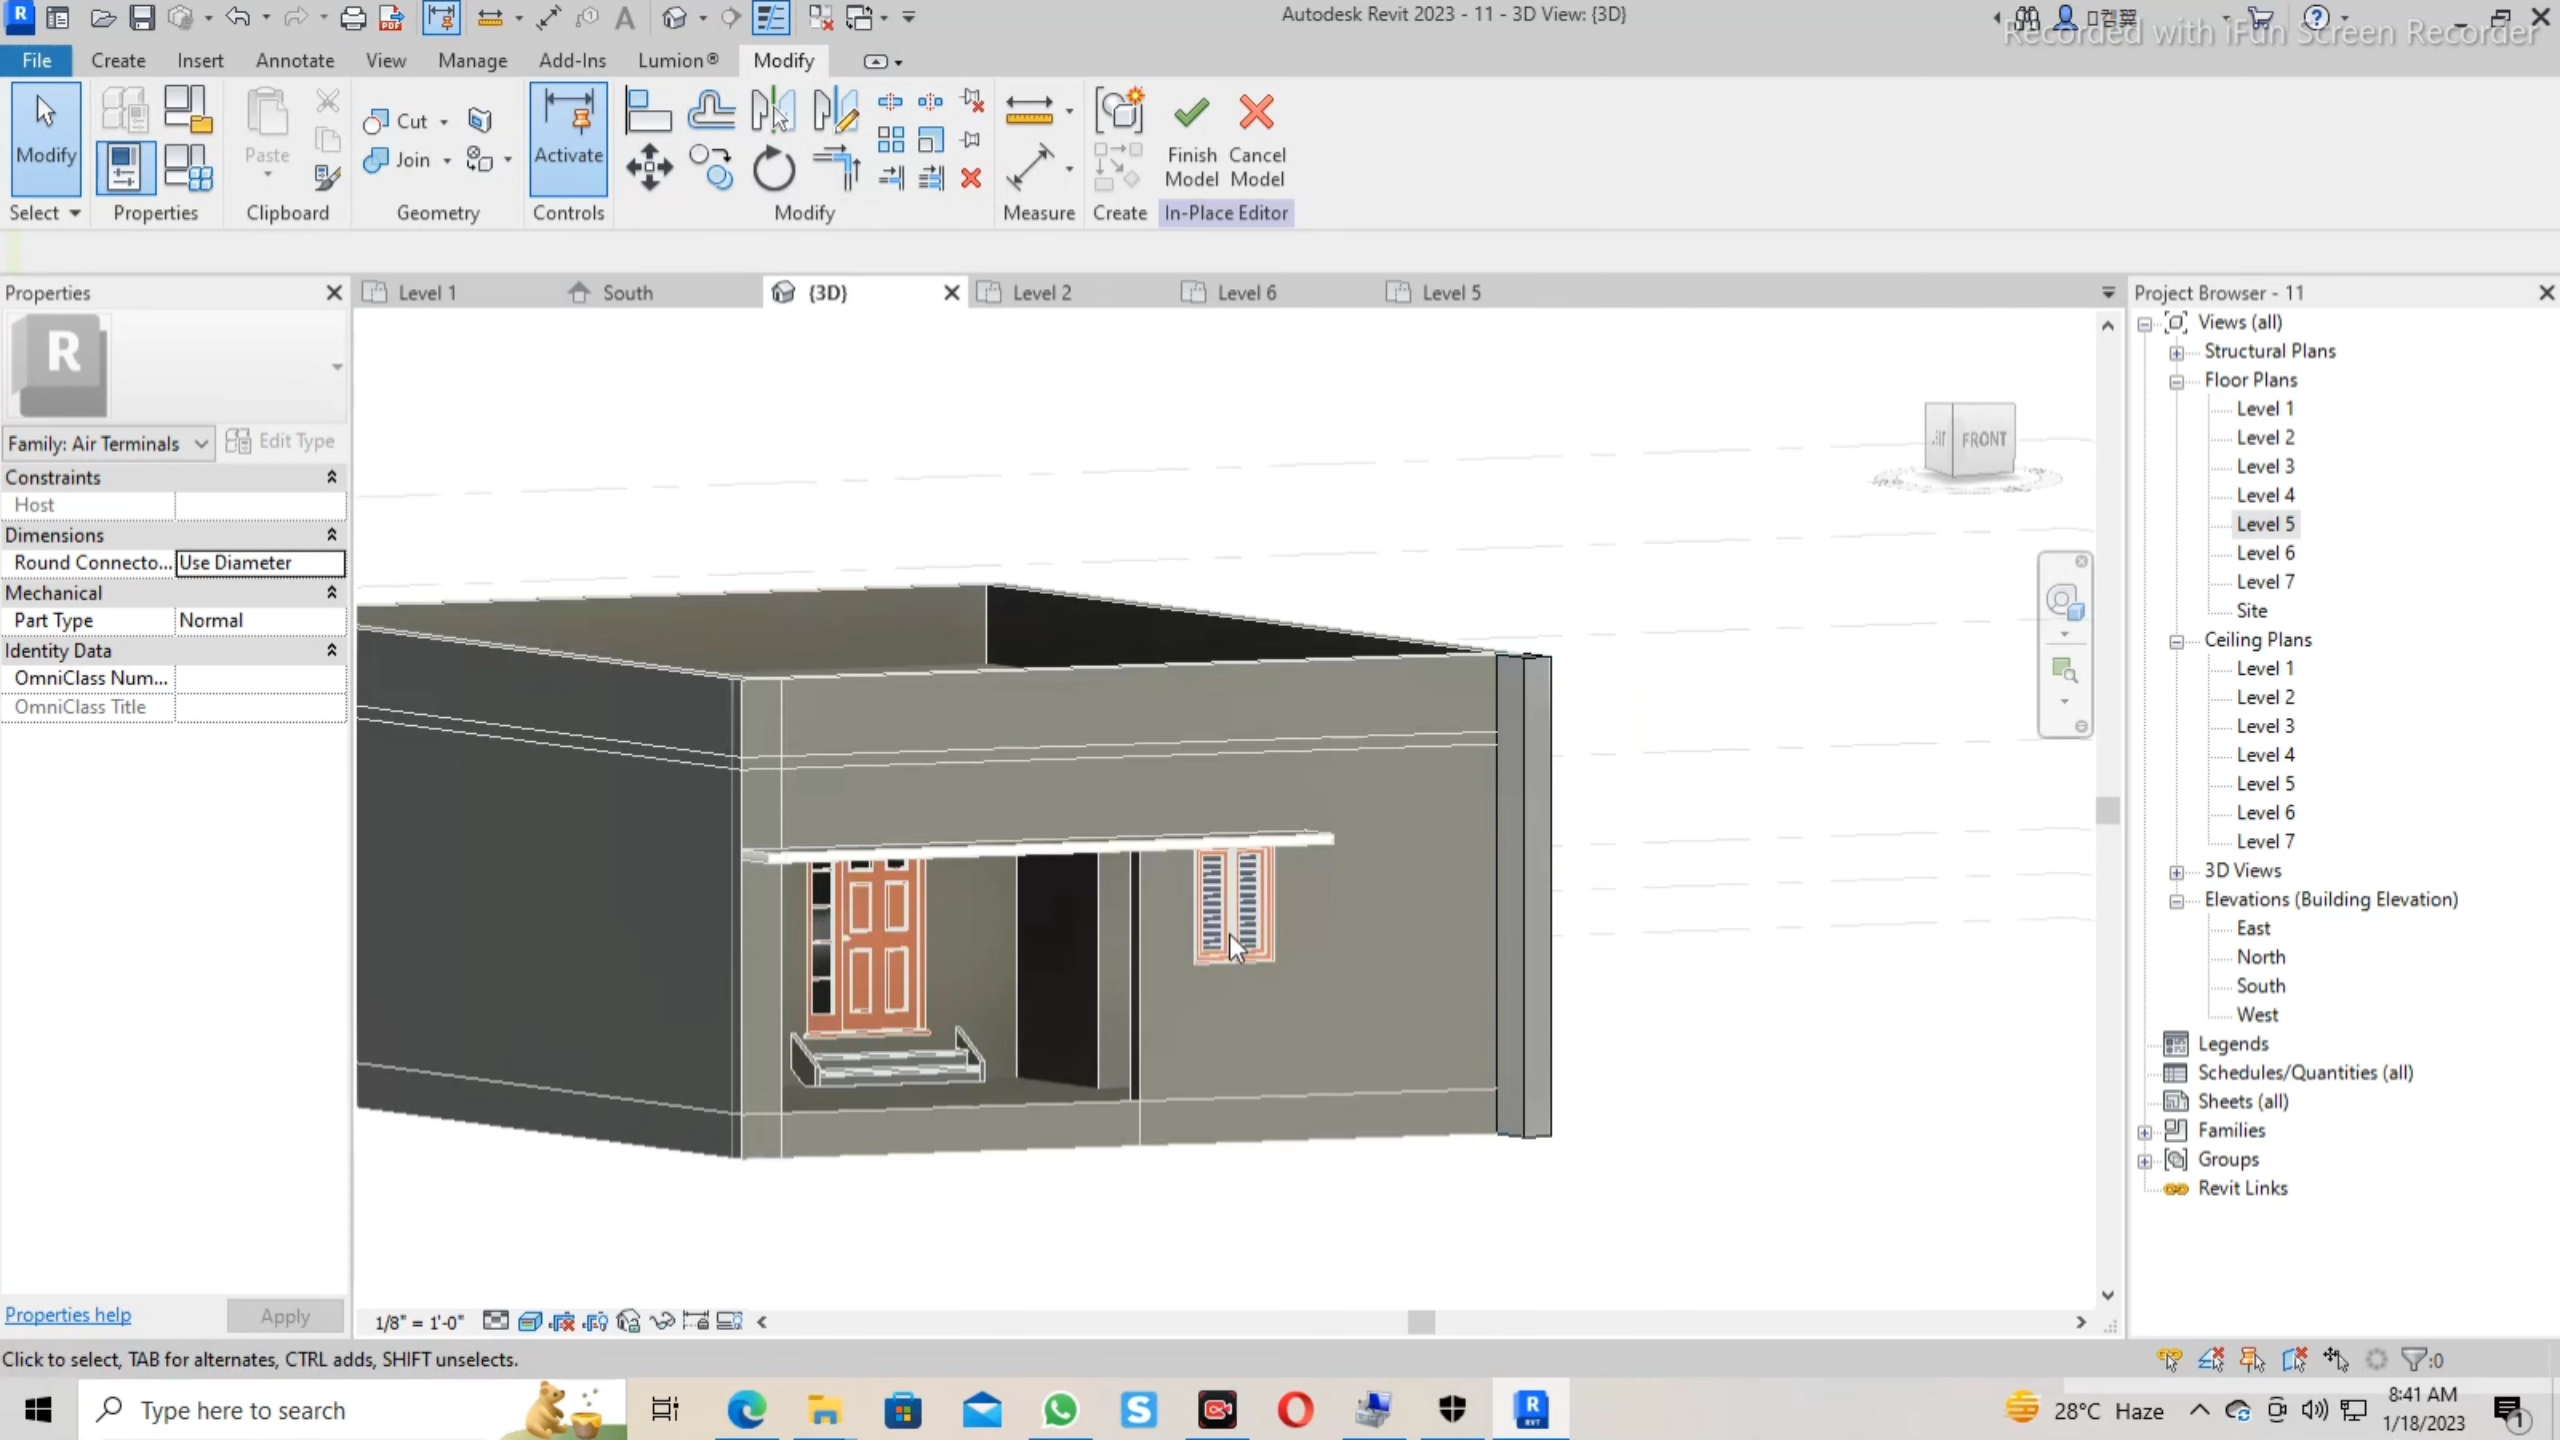 Autodesk Revit 2023 - 11 - 3D View: {3D}
Recorded with iFun Screen Recorder
File Create Insert Annotate View Manage Add-Ins Lumion® Modify
Modify
Paste
Cut
Join
Activate
Finish Model
Cancel Model
Select Properties Clipboard Geometry Controls Modify Measure Create In-Place Editor
Properties
Level 1
South
{3D}
Level 2
Level 6
Level 5
Project Browser - 11
R
Family: Air Terminals
Edit Type
Constraints
Host
Dimensions
Round Connecto... Use Diameter
Mechanical
Part Type Normal
Identity Data
OmniClass Num...
OmniClass Title
Properties help
Apply
FRONT
1/8" = 1'-0"
Views (all)
Structural Plans
Floor Plans
Level 1
Level 2
Level 3
Level 4
Level 5
Level 6
Level 7
Site
Ceiling Plans
Level 1
Level 2
Level 3
Level 4
Level 5
Level 6
Level 7
3D Views
Elevations (Building Elevation)
East
North
South
West
Legends
Schedules/Quantities (all)
Sheets (all)
Families
Groups
Revit Links
Click to select, TAB for alternates, CTRL adds, SHIFT unselects.
:0
Type here to search
28°C Haze
8:41 AM
1/18/2023
1